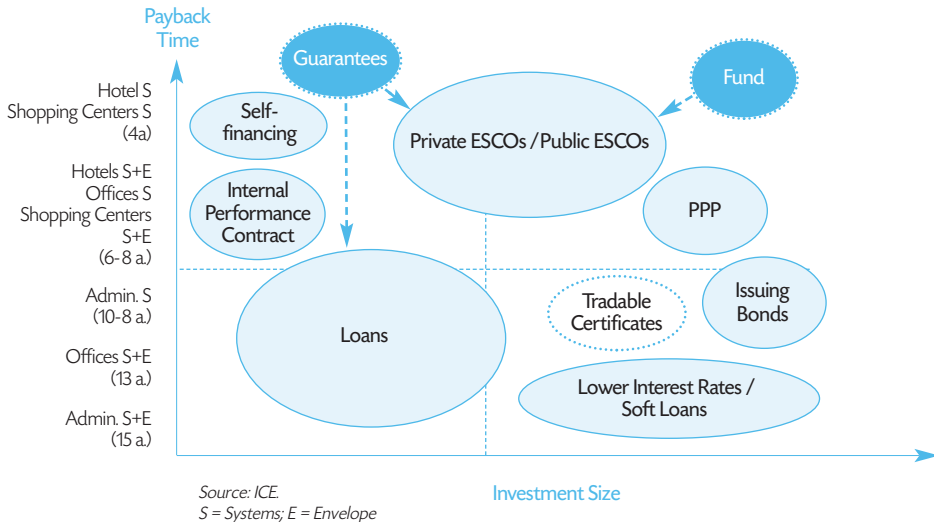 Payback
Time
Guarantees
Fund
Hotel S
Shopping Centers S
(4a)
Self-
financing
Private ESCOs / Public ESCOs
Hotels S+E
Offices S
Shopping Centers
S+E
(6-8 a.)
Internal
Performance
Contract
PPP
Admin. S
(10-8 a.)
Loans
Tradable
Certificates
Issuing
Bonds
Offices S+E
(13 a.)
Lower Interest Rates /
Soft Loans
Admin. S+E
(15 a.)
Source: ICE.
S = Systems; E = Envelope
Investment Size